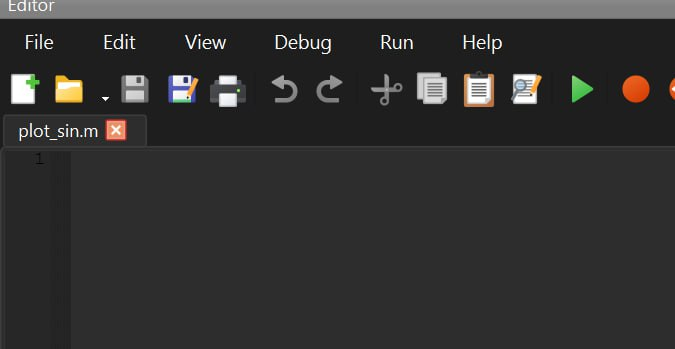 Editor
File Edit View Debug Run Help
plot_sin.m
1